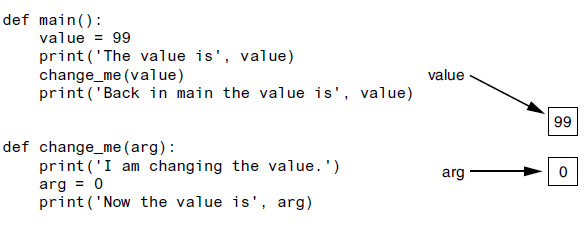 def main():
    value = 99
    print('The value is', value)
    change_me(value)
    print('Back in main the value is', value)
value
99
def change_me(arg):
    print('I am changing the value.')
    arg = 0
    print('Now the value is', arg)
arg
0